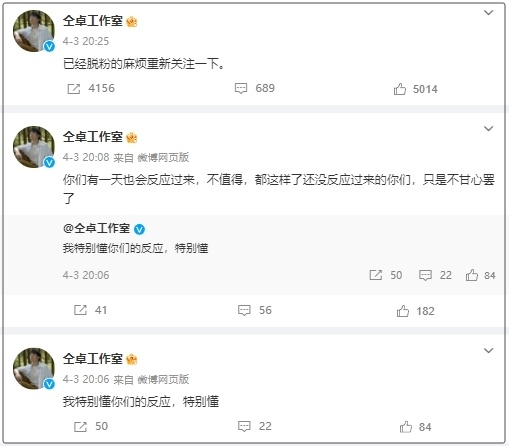 仝卓工作室
4-3 20:25
已经脱粉的麻烦重新关注一下。
4156 689 5014
仝卓工作室
4-3 20:08 来自 微博网页版
你们有一天也会反应过来，不值得，都这样了还没反应过来的你们，只是不甘心罢
了
@仝卓工作室
我特别懂你们的反应，特别懂
4-3 20:06 50 22 84
41 56 182
仝卓工作室
4-3 20:06 来自 微博网页版
我特别懂你们的反应，特别懂
50 22 84